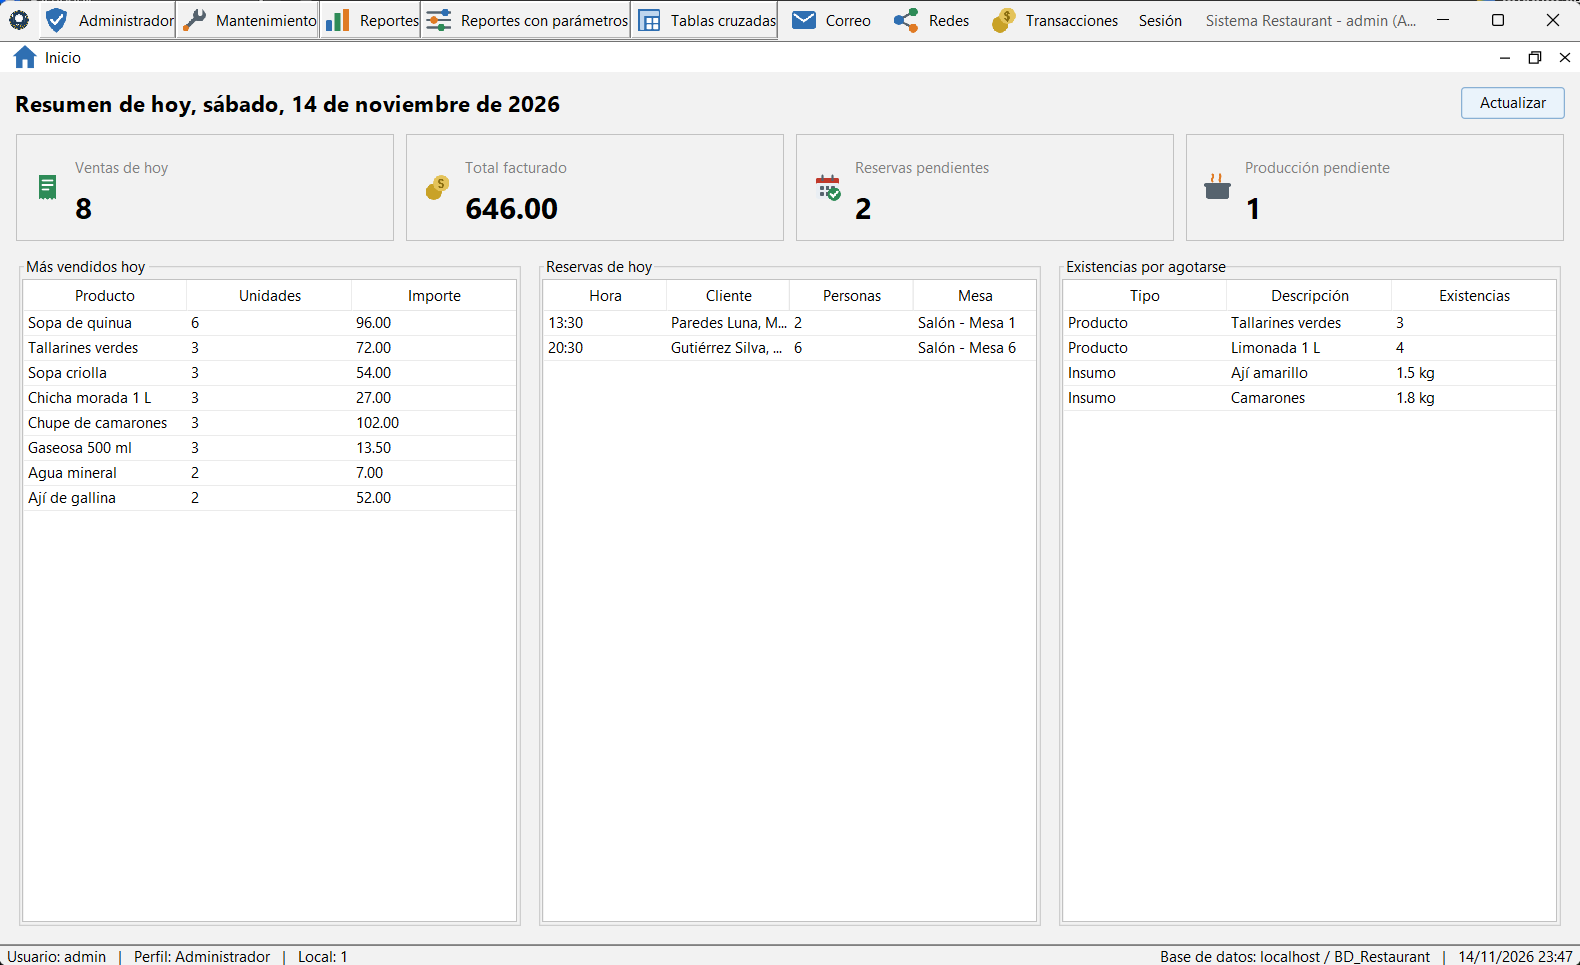 Administrador Mantenimiento Reportes Reportes con parámetros Tablas cruzadas Correo Redes Transacciones Sesión Sistema Restaurant - admin (A...
Inicio
Resumen de hoy, sábado, 14 de noviembre de 2026 Actualizar
Ventas de hoy
8
Total facturado
646.00
Reservas pendientes
2
Producción pendiente
1
Más vendidos hoy
Producto Unidades Importe
Sopa de quinua 6 96.00
Tallarines verdes 3 72.00
Sopa criolla 3 54.00
Chicha morada 1 L 3 27.00
Chupe de camarones 3 102.00
Gaseosa 500 ml 3 13.50
Agua mineral 2 7.00
Ají de gallina 2 52.00
Reservas de hoy
Hora Cliente Personas Mesa
13:30 Paredes Luna, M... 2 Salón - Mesa 1
20:30 Gutiérrez Silva, ... 6 Salón - Mesa 6
Existencias por agotarse
Tipo Descripción Existencias
Producto Tallarines verdes 3
Producto Limonada 1 L 4
Insumo Ají amarillo 1.5 kg
Insumo Camarones 1.8 kg
Usuario: admin | Perfil: Administrador | Local: 1 Base de datos: localhost / BD_Restaurant | 14/11/2026 23:47